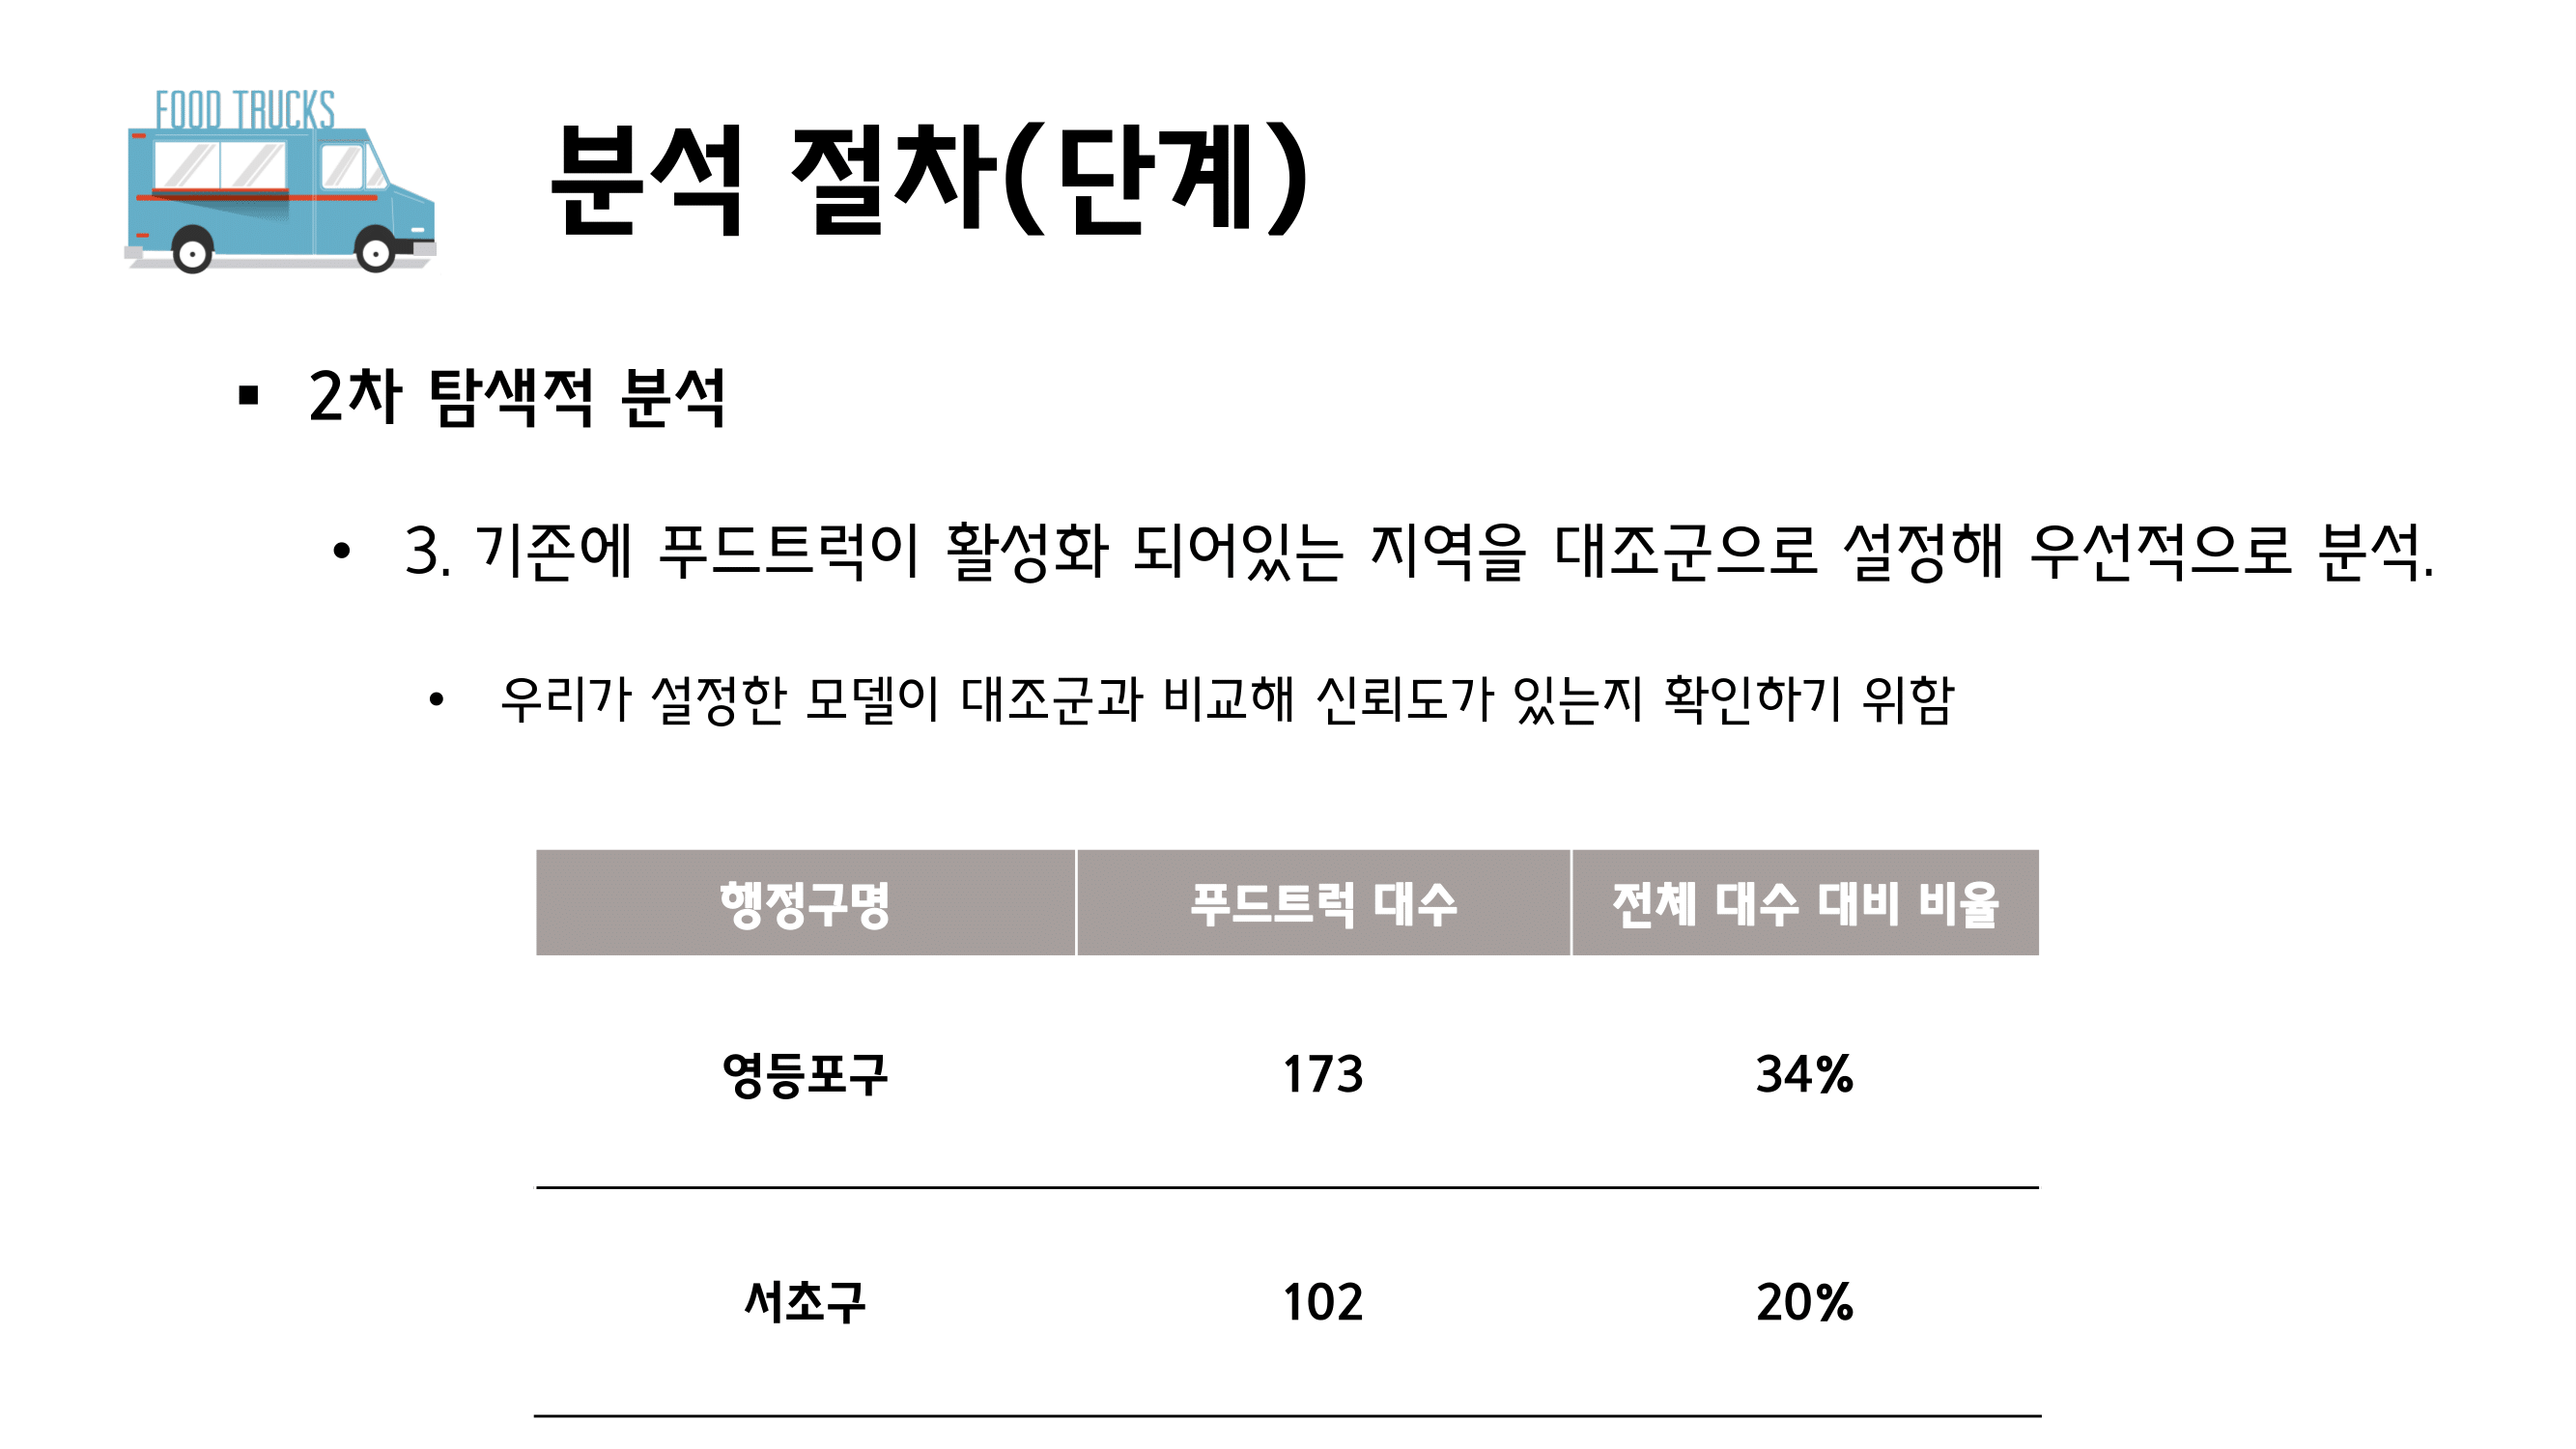 FOOD TRUCKS
분석 절차(단계)
▪ 2차 탐색적 분석
• 3. 기존에 푸드트럭이 활성화 되어있는 지역을 대조군으로 설정해 우선적으로 분석.
• 우리가 설정한 모델이 대조군과 비교해 신뢰도가 있는지 확인하기 위함
행정구명 푸드트럭 대수 전체 대수 대비 비율
영등포구 173 34%
서초구 102 20%